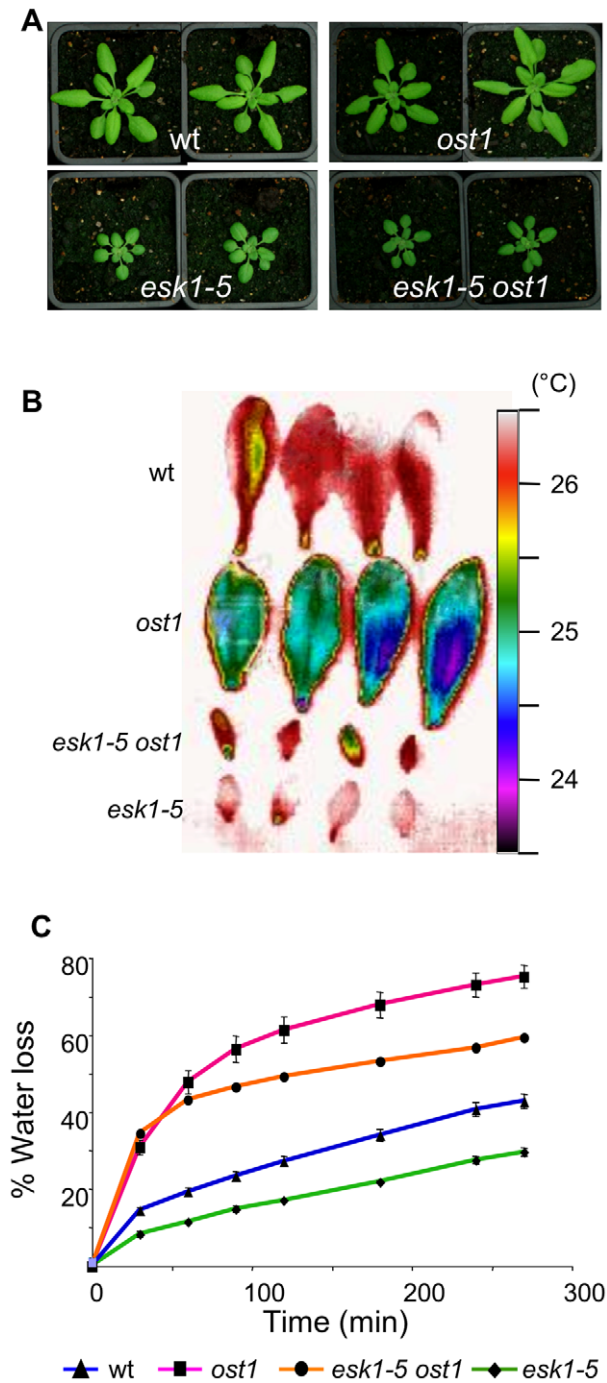 A
wt
ost1
esk1-5
esk1-5 ost1
B
(°C)
wt
ost1
esk1-5 ost1
esk1-5
26
25
24
C
% Water loss
80
60
40
20
0
100
200
300
Time (min)
wt
ost1
esk1-5 ost1
esk1-5